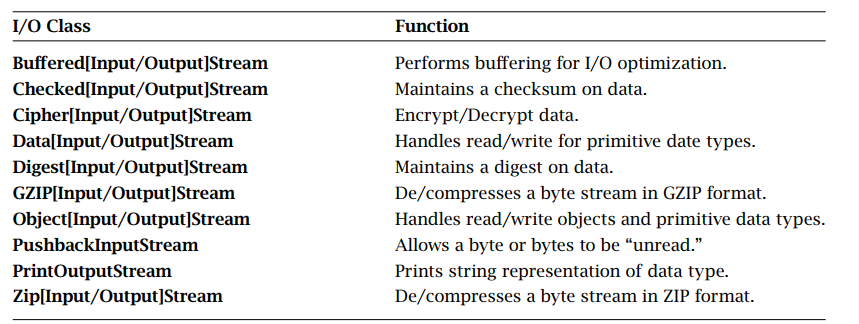 I/O Class Function
Buffered[Input/Output]Stream Performs buffering for I/O optimization.
Checked[Input/Output]Stream Maintains a checksum on data.
Cipher[Input/Output]Stream Encrypt/Decrypt data.
Data[Input/Output]Stream Handles read/write for primitive date types.
Digest[Input/Output]Stream Maintains a digest on data.
GZIP[Input/Output]Stream De/compresses a byte stream in GZIP format.
Object[Input/Output]Stream Handles read/write objects and primitive data types.
PushbackInputStream Allows a byte or bytes to be “unread.”
PrintOutputStream Prints string representation of data type.
Zip[Input/Output]Stream De/compresses a byte stream in ZIP format.